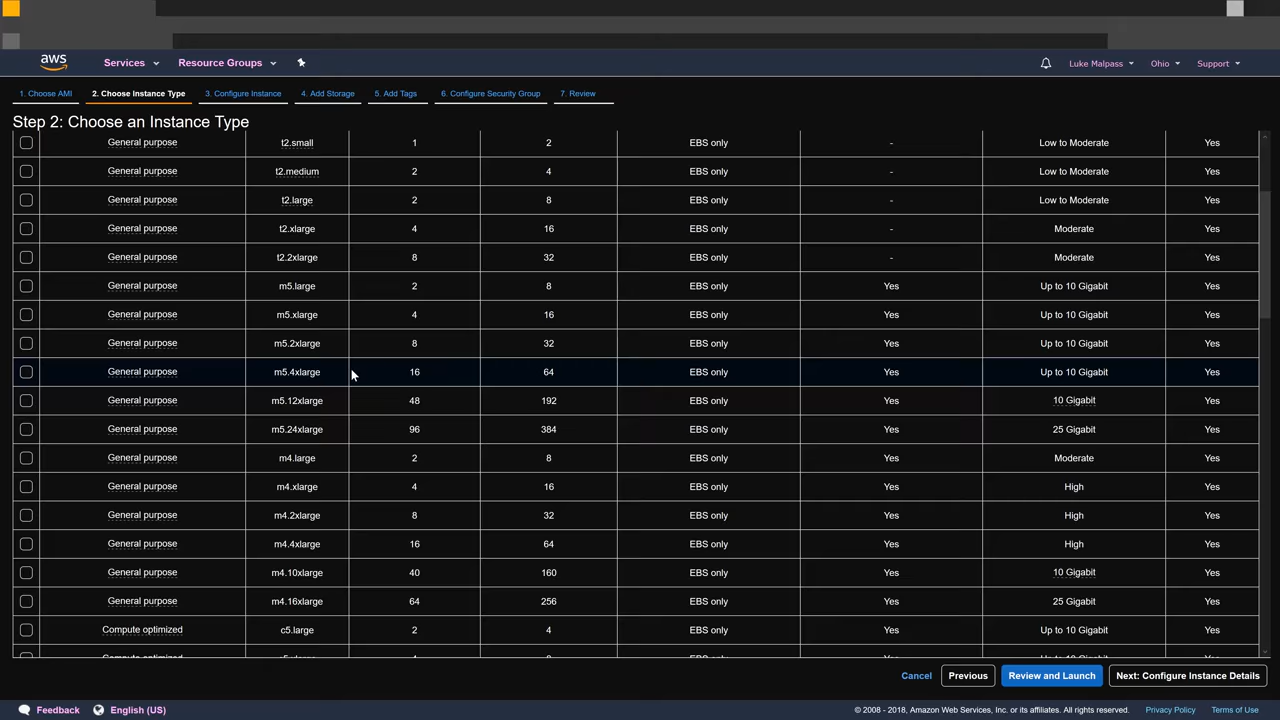 aws Services Resource Groups Luke Malpass Ohio Support
1. Choose AMI 2. Choose Instance Type 3. Configure Instance 4. Add Storage 5. Add Tags 6. Configure Security Group 7. Review
Step 2: Choose an Instance Type
General purpose t2.small 1 2 EBS only - Low to Moderate Yes
General purpose t2.medium 2 4 EBS only - Low to Moderate Yes
General purpose t2.large 2 8 EBS only - Low to Moderate Yes
General purpose t2.xlarge 4 16 EBS only - Moderate Yes
General purpose t2.2xlarge 8 32 EBS only - Moderate Yes
General purpose m5.large 2 8 EBS only Yes Up to 10 Gigabit Yes
General purpose m5.xlarge 4 16 EBS only Yes Up to 10 Gigabit Yes
General purpose m5.2xlarge 8 32 EBS only Yes Up to 10 Gigabit Yes
General purpose m5.4xlarge 16 64 EBS only Yes Up to 10 Gigabit Yes
General purpose m5.12xlarge 48 192 EBS only Yes 10 Gigabit Yes
General purpose m5.24xlarge 96 384 EBS only Yes 25 Gigabit Yes
General purpose m4.large 2 8 EBS only Yes Moderate Yes
General purpose m4.xlarge 4 16 EBS only Yes High Yes
General purpose m4.2xlarge 8 32 EBS only Yes High Yes
General purpose m4.4xlarge 16 64 EBS only Yes High Yes
General purpose m4.10xlarge 40 160 EBS only Yes 10 Gigabit Yes
General purpose m4.16xlarge 64 256 EBS only Yes 25 Gigabit Yes
Compute optimized c5.large 2 4 EBS only Yes Up to 10 Gigabit Yes
Cancel Previous Review and Launch Next: Configure Instance Details
Feedback English (US) © 2008 - 2018, Amazon Web Services, Inc. or its affiliates. All rights reserved. Privacy Policy Terms of Use